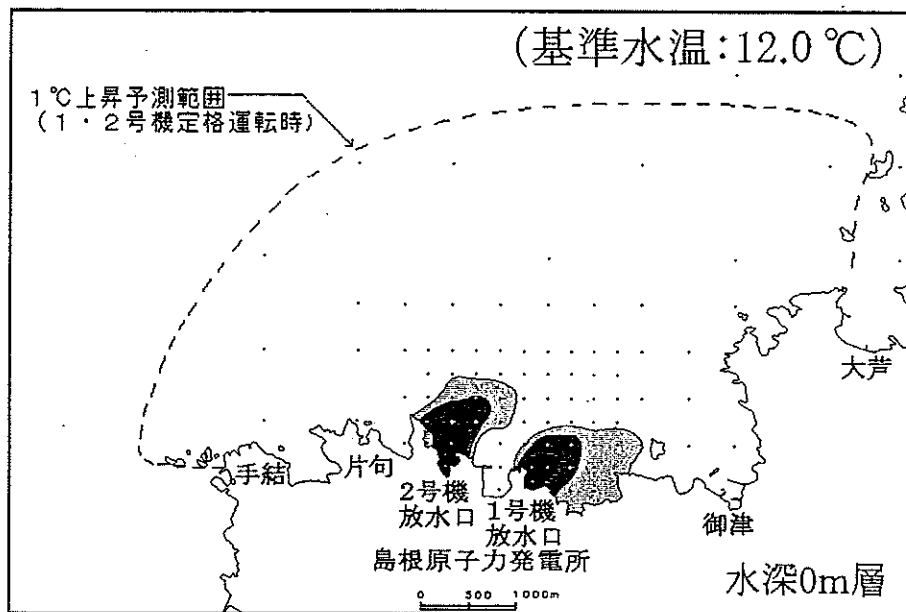 (基準水温:12.0℃)
1℃上昇予測範囲
(1・2号機定格運転時)
大芦
手結
片句
2号機
放水口
1号機
放水口
御津
島根原子力発電所
水深0m層
0 500 1000m